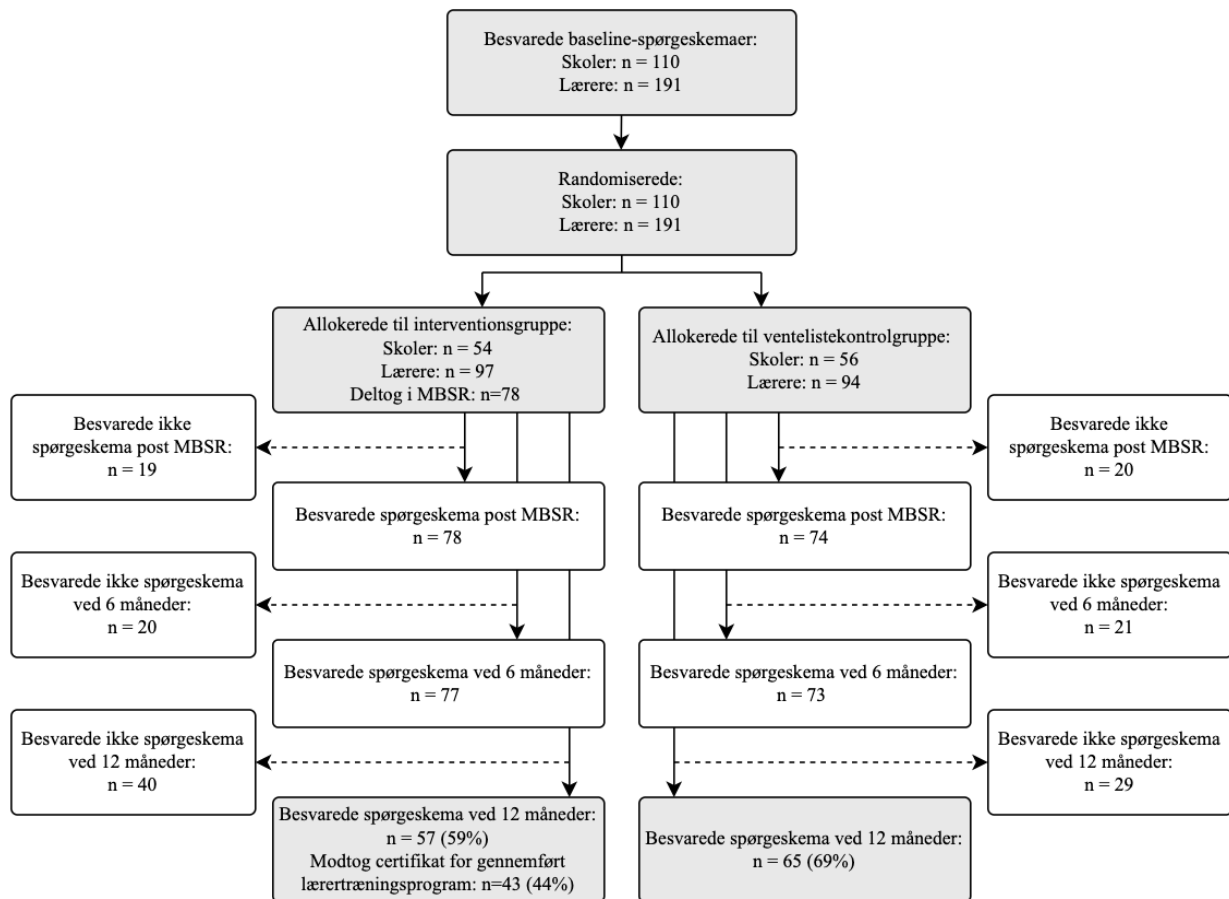 Besvarede baseline-spørgeskemaer:
Skoler: n = 110
Lærere: n = 191
Randomiserede:
Skoler: n = 110
Lærere: n = 191
Allokerede til interventionsgruppe:
Skoler: n = 54
Lærere: n = 97
Deltog i MBSR: n=78
Allokerede til ventelistekontrolgruppe:
Skoler: n = 56
Lærere: n = 94
Besvarede ikke
spørgeskema post MBSR:
n = 19
Besvarede ikke
spørgeskema post MBSR:
n = 20
Besvarede spørgeskema post MBSR:
n = 78
Besvarede spørgeskema post MBSR:
n = 74
Besvarede ikke spørgeskema
ved 6 måneder:
n = 20
Besvarede ikke spørgeskema
ved 6 måneder:
n = 21
Besvarede spørgeskema ved 6 måneder:
n = 77
Besvarede spørgeskema ved 6 måneder:
n = 73
Besvarede ikke spørgeskema
ved 12 måneder:
n = 40
Besvarede ikke spørgeskema
ved 12 måneder:
n = 29
Besvarede spørgeskema ved 12 måneder:
n = 57 (59%)
Modtog certifikat for gennemført
lærertræningsprogram: n=43 (44%)
Besvarede spørgeskema ved 12 måneder:
n = 65 (69%)